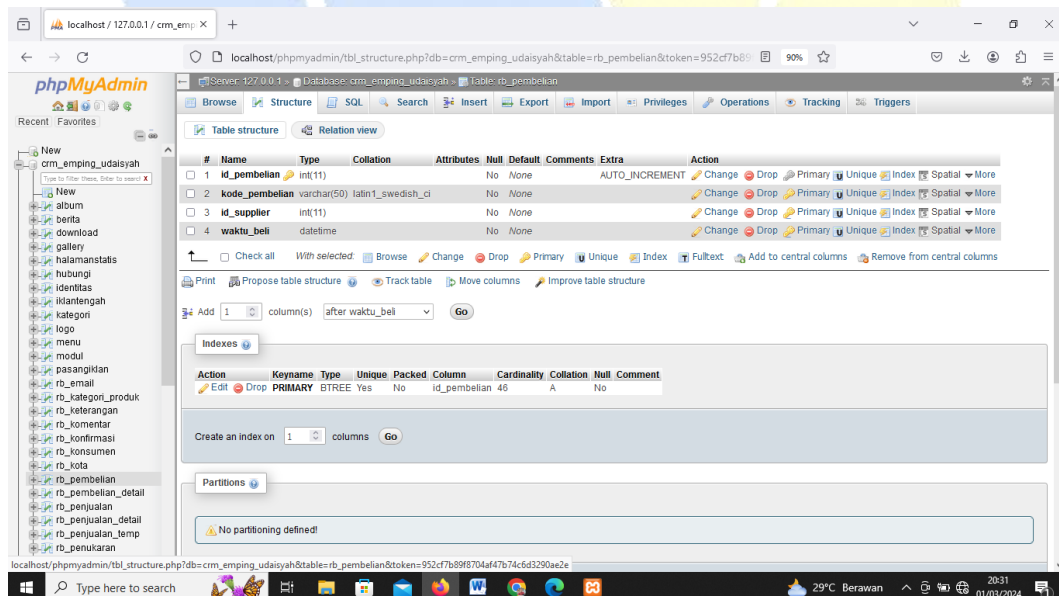 localhost / 127.0.0.1 / crm_emp
localhost/phpmyadmin/tbl_structure.php?db=crm_emping_udaisyah&table=rb_pembelian&token=952cf7b89 90%
phpMyAdmin
Recent Favorites
New
crm_emping_udaisyah
Type to filter these, Enter to search X
New
album
berita
download
gallery
halamanstatis
hubungi
identitas
iklantengah
kategori
logo
menu
modul
pasangiklan
rb_email
rb_kategori_produk
rb_keterangan
rb_komentar
rb_konfirmasi
rb_konsumen
rb_kota
rb_pembelian
rb_pembelian_detail
rb_penjualan
rb_penjualan_detail
rb_penjualan_temp
rb_penukaran
Server: 127.0.0.1 » Database: crm_emping_udaisyah » Table: rb_pembelian
Browse Structure SQL Search Insert Export Import Privileges Operations Tracking Triggers
Table structure Relation view
# Name Type Collation Attributes Null Default Comments Extra Action
1 id_pembelian int(11) No None AUTO_INCREMENT Change Drop Primary Unique Index Spatial More
2 kode_pembelian varchar(50) latin1_swedish_ci No None Change Drop Primary Unique Index Spatial More
3 id_supplier int(11) No None Change Drop Primary Unique Index Spatial More
4 waktu_beli datetime No None Change Drop Primary Unique Index Spatial More
Check all With selected: Browse Change Drop Primary Unique Index Fulltext Add to central columns Remove from central columns
Print Propose table structure Track table Move columns Improve table structure
Add 1 column(s) after waktu_beli Go
Indexes
Action Keyname Type Unique Packed Column Cardinality Collation Null Comment
Edit Drop PRIMARY BTREE Yes No id_pembelian 46 A No
Create an index on 1 columns Go
Partitions
No partitioning defined!
localhost/phpmyadmin/tbl_structure.php?db=crm_emping_udaisyah&table=rb_pembelian&token=952cf7b89f8704af47b74c6d3290ae2e
Type here to search 29°C Berawan 20:31
01/03/2024